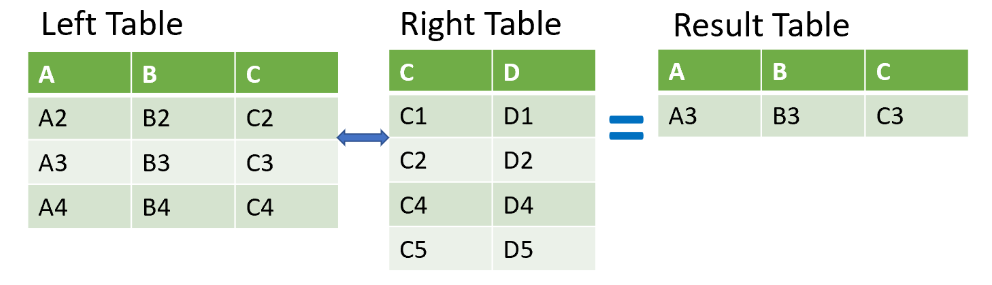 Left Table
A B C
A2 B2 C2
A3 B3 C3
A4 B4 C4
Right Table
C D
C1 D1
C2 D2
C4 D4
C5 D5
=
Result Table
A B C
A3 B3 C3